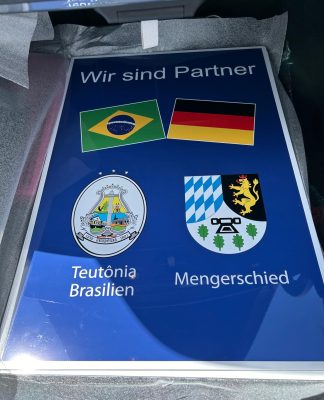 Wir sind Partner
Teutônia
Brasilien
Mengerschied